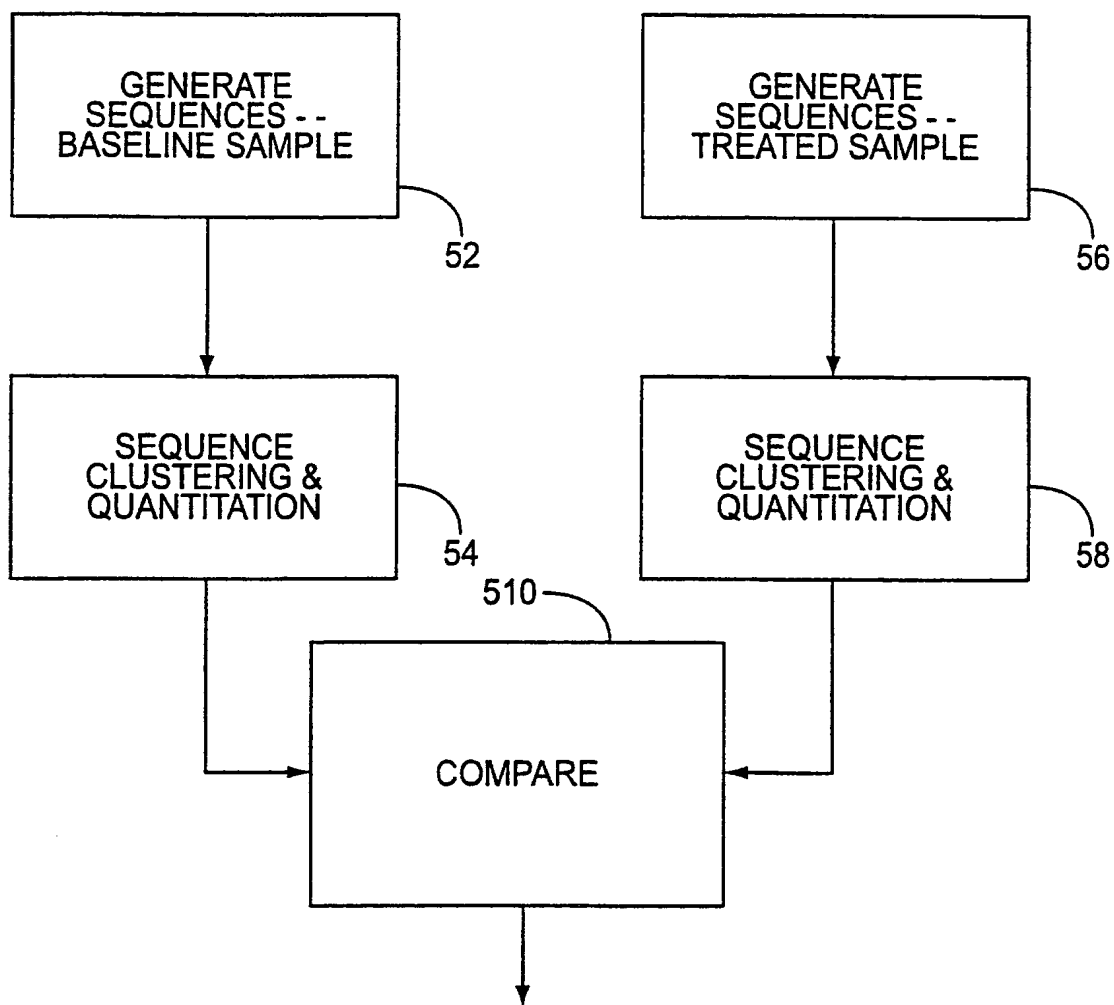 GENERATE
SEQUENCES - -
BASELINE SAMPLE
52
GENERATE
SEQUENCES - -
TREATED SAMPLE
56
SEQUENCE
CLUSTERING &
QUANTITATION
54
SEQUENCE
CLUSTERING &
QUANTITATION
58
510
COMPARE